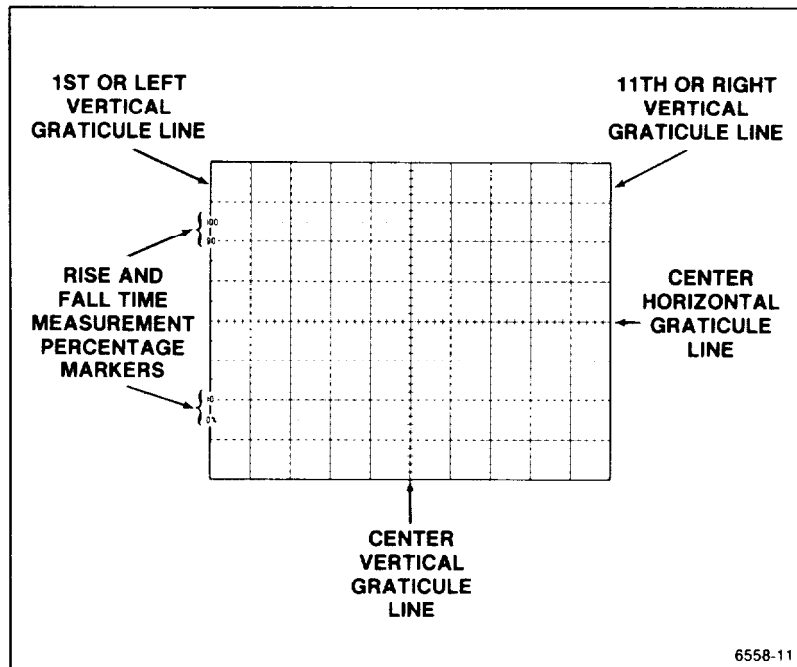 1ST OR LEFT
VERTICAL
GRATICULE LINE
11TH OR RIGHT
VERTICAL
GRATICULE LINE
100
90
RISE AND
FALL TIME
MEASUREMENT
PERCENTAGE
MARKERS
CENTER
HORIZONTAL
GRATICULE
LINE
10
0%
CENTER
VERTICAL
GRATICULE
LINE
6558-11